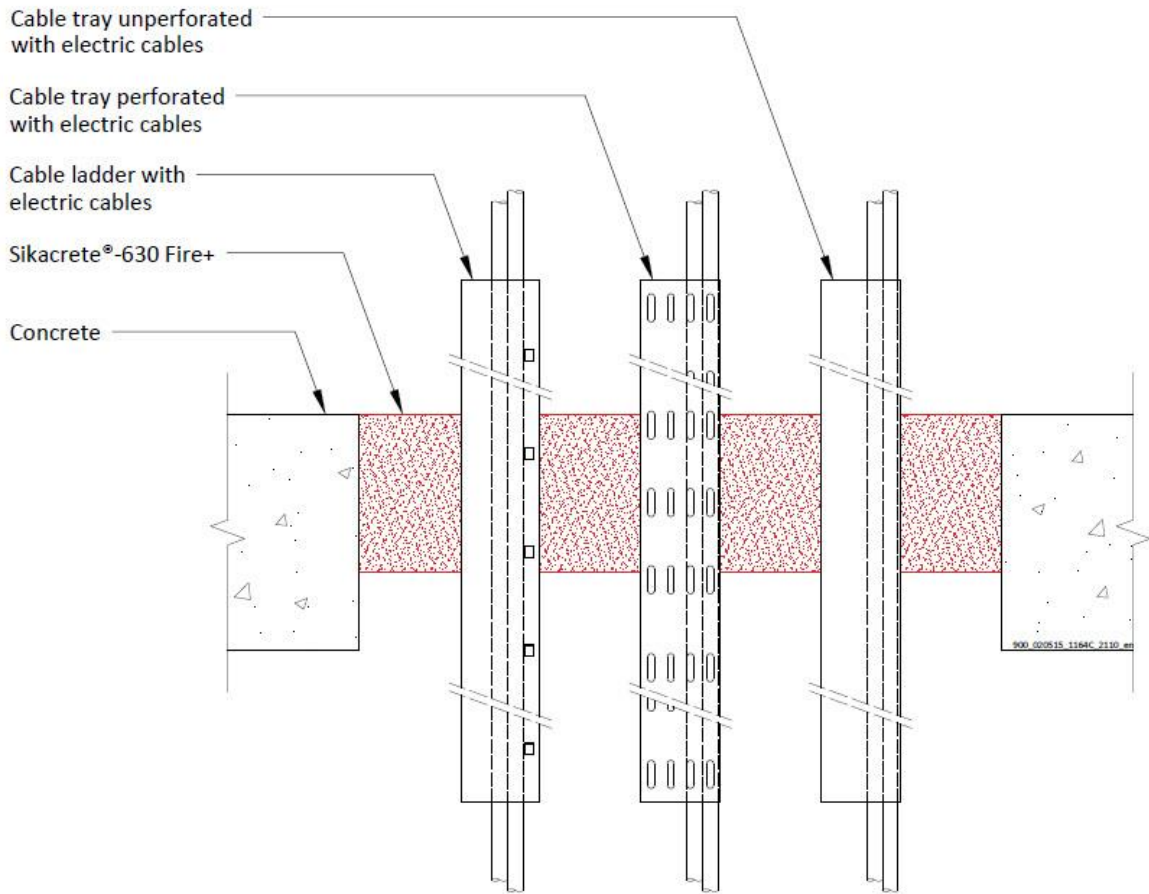 Cable tray unperforated
with electric cables
Cable tray perforated
with electric cables
Cable ladder with
electric cables
Sikacrete®-630 Fire+
Concrete
900_020515_1164C_2110_en